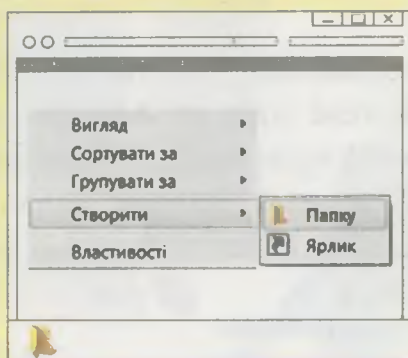 Вигляд
Сортувати за
Групувати за
Створити
Папку
Ярлик
Властивості